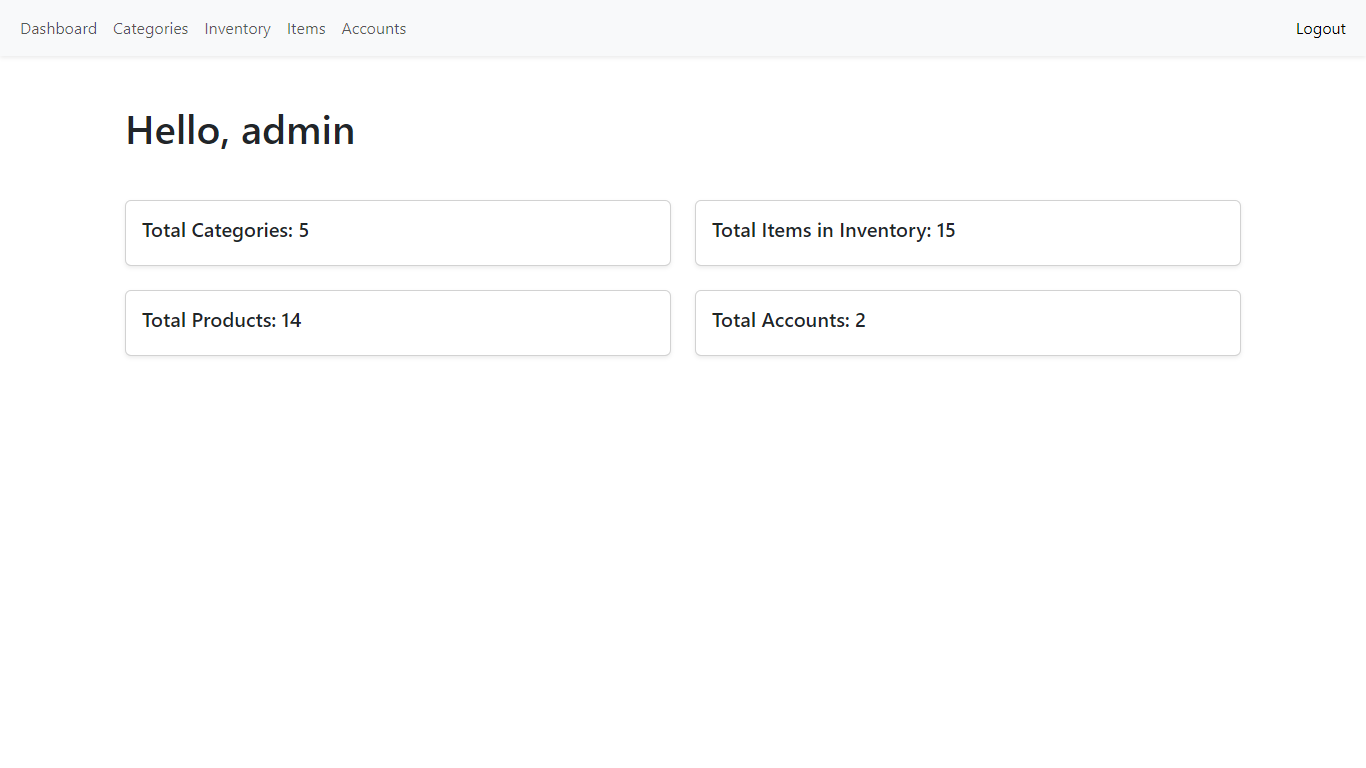 Dashboard Categories Inventory Items Accounts Logout
Hello, admin
Total Categories: 5
Total Items in Inventory: 15
Total Products: 14
Total Accounts: 2